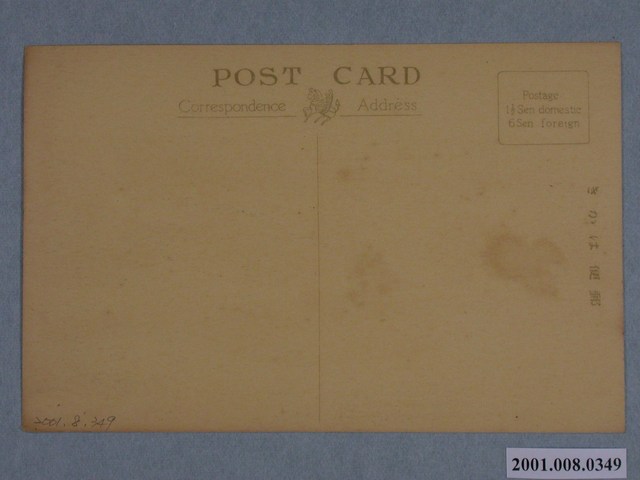 POST CARD
Correspondence Address
Postage
1½ Sen domestic
6 Sen foreign
2001.8.349
2001.008.0349